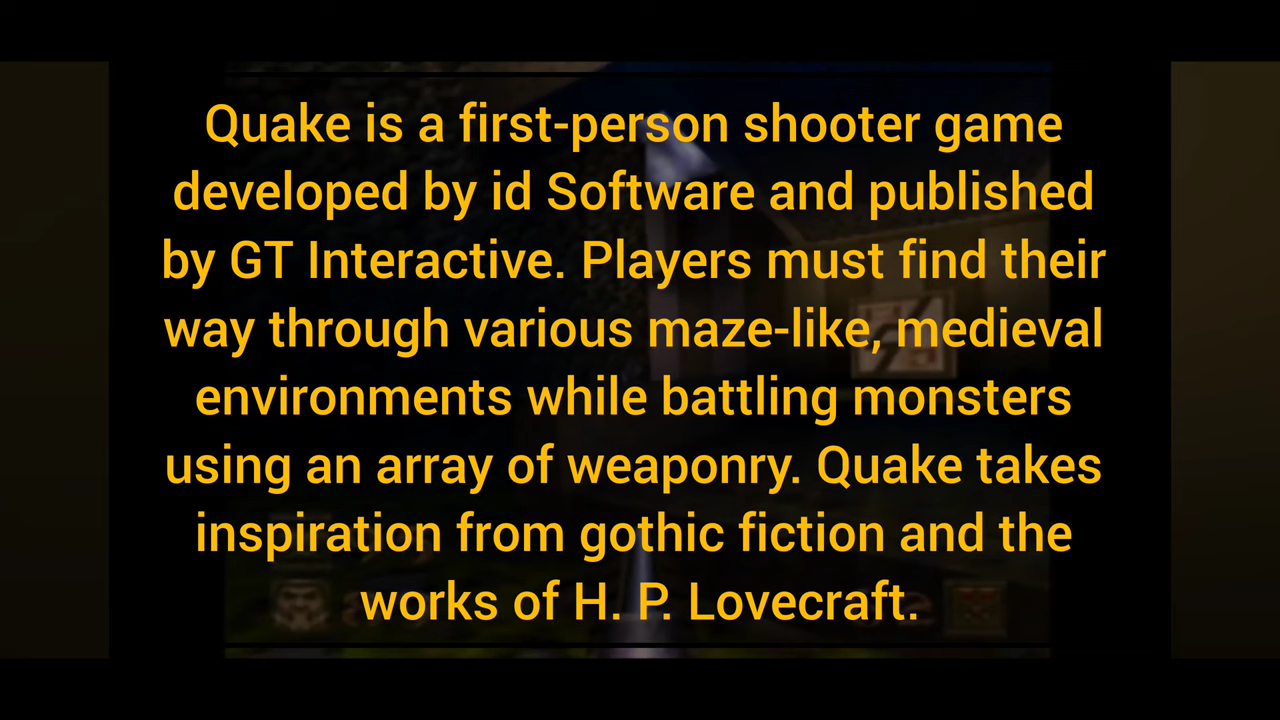 Quake is a first-person shooter game
developed by id Software and published
by GT Interactive. Players must find their
way through various maze-like, medieval
environments while battling monsters
using an array of weaponry. Quake takes
inspiration from gothic fiction and the
works of H. P. Lovecraft.